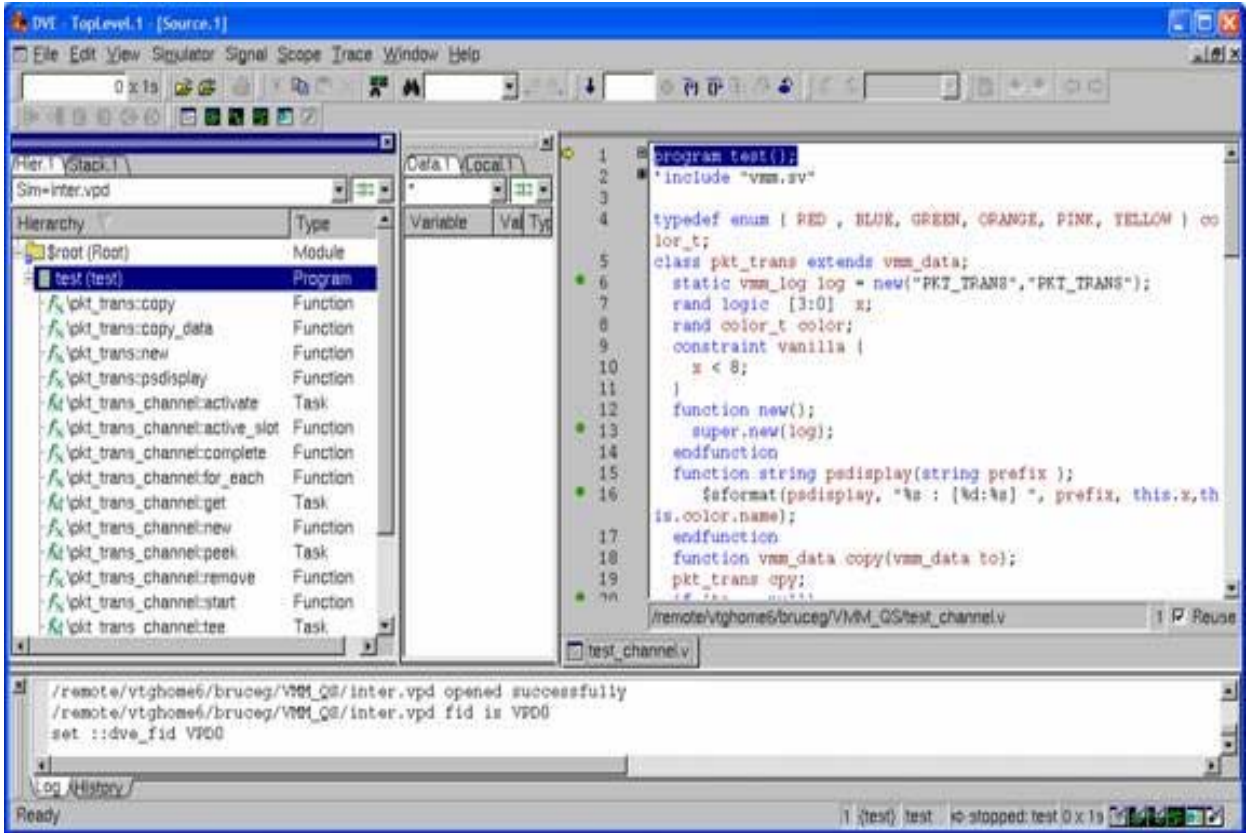 DVE - TopLevel.1 - [Source.1]
File Edit View Simulator Signal Scope Trace Window Help
0 x 1s
Hier.1 Stack.1
Sim=inter.vpd
Hierarchy Type
$root (Root) Module
test (test) Program
\pkt_trans::copy Function
\pkt_trans::copy_data Function
\pkt_trans::new Function
\pkt_trans::psdisplay Function
\pkt_trans_channel::activate Task
\pkt_trans_channel::active_slot Function
\pkt_trans_channel::complete Function
\pkt_trans_channel::for_each Function
\pkt_trans_channel::get Task
\pkt_trans_channel::new Function
\pkt_trans_channel::peek Task
\pkt_trans_channel::remove Function
\pkt_trans_channel::start Function
\pkt_trans_channel::tee Task
Data.1 Local.1
*
Variable Val Typ
1 program test();
2 `include "vmm.sv"
3
4 typedef enum { RED , BLUE, GREEN, ORANGE, PINK, YELLOW } co
lor_t;
5 class pkt_trans extends vmm_data;
6 static vmm_log log = new("PKT_TRANS","PKT_TRANS");
7 rand logic [3:0] x;
8 rand color_t color;
9 constraint vanilla {
10 x < 8;
11 }
12 function new();
13 super.new(log);
14 endfunction
15 function string psdisplay(string prefix );
16 $sformat(psdisplay, "%s : [%d:%s] ", prefix, this.x,th
is.color.name);
17 endfunction
18 function vmm_data copy(vmm_data to);
19 pkt_trans cpy;
20
/remote/vtghome6/bruceg/VMM_QS/test_channel.v 1 Reuse
test_channel.v
/remote/vtghome6/bruceg/VMM_QS/inter.vpd opened successfully
/remote/vtghome6/bruceg/VMM_QS/inter.vpd fid is VPD0
set ::dve_fid VPD0
Log History
Ready 1 {test} test stopped: test 0 x 1s